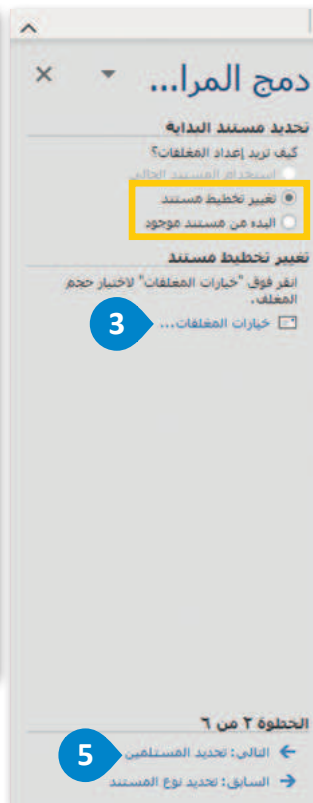 دمج المرا...
تحديد مستند البداية
كيف تريد إعداد المغلفات؟
استخدام المستند الحالي
تغيير تخطيط مستند
البدء من مستند موجود
تغيير تخطيط مستند
انقر فوق "خيارات المغلفات" لاختيار حجم
المغلف.
خيارات المغلفات...
3
الخطوة ٢ من ٦
التالي: تحديد المستلمين
5
السابق: تحديد نوع المستند